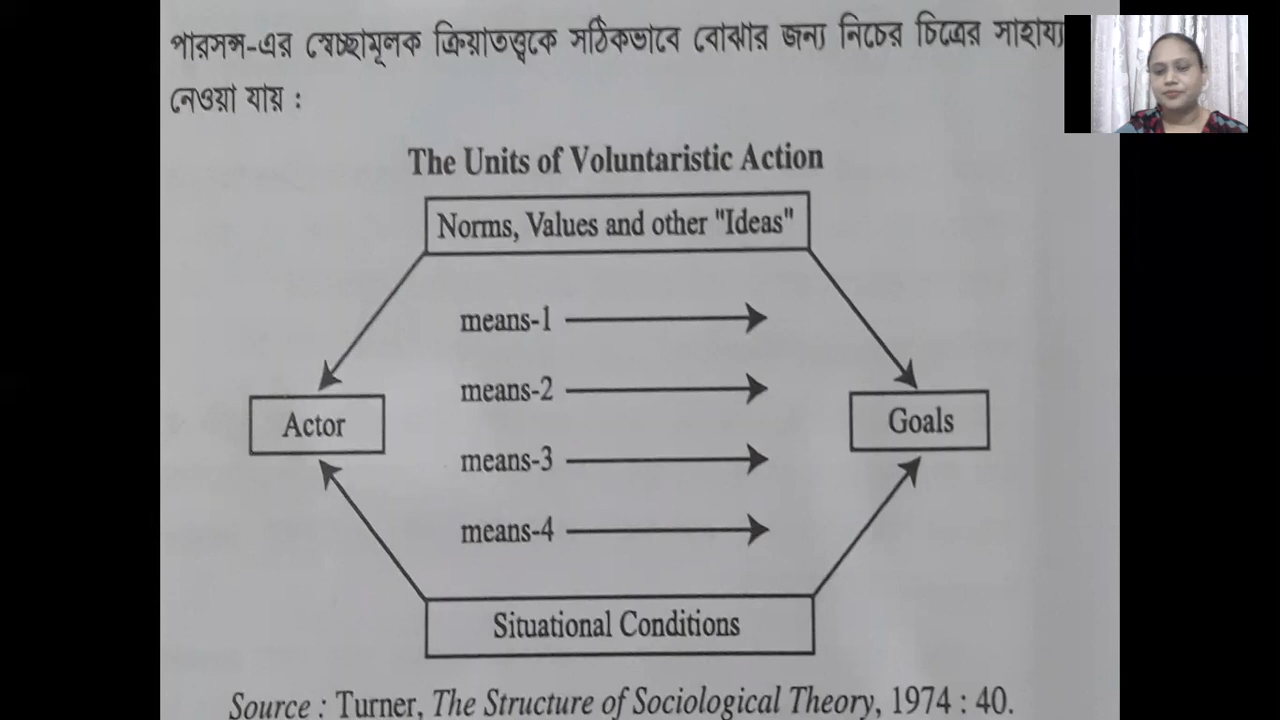 পারসন্স-এর স্বেচ্ছামূলক ক্রিয়াতত্ত্বকে সঠিকভাবে বোঝার জন্য নিচের চিত্রের সাহায্য
নেওয়া যায় :
The Units of Voluntaristic Action
Norms, Values and other "Ideas"
means-1
means-2
Actor
Goals
means-3
means-4
Situational Conditions
Source : Turner, The Structure of Sociological Theory, 1974 : 40.